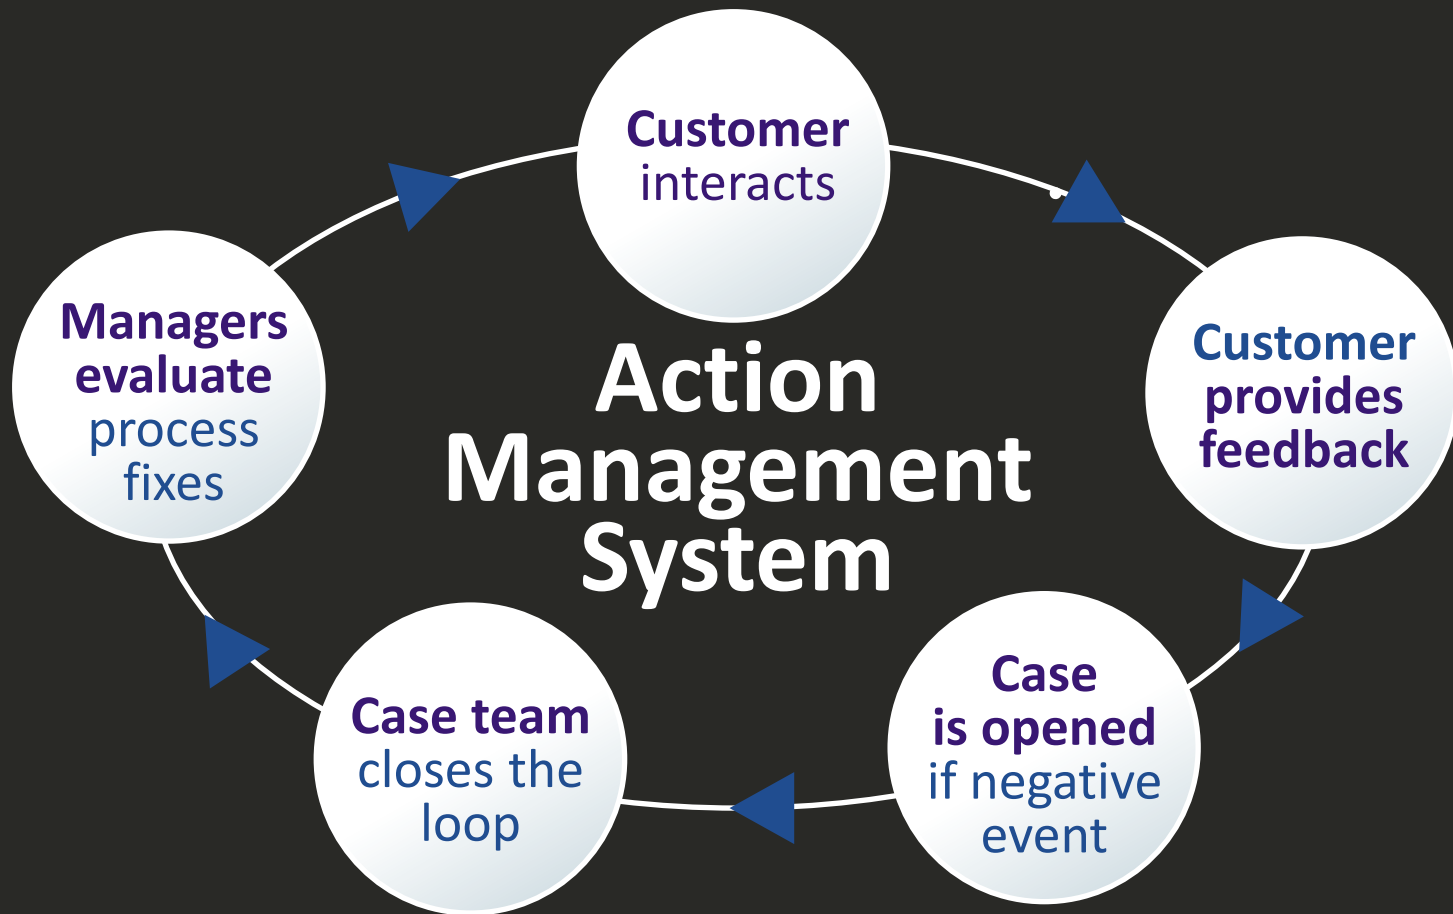 Customer
interacts
Customer
provides
feedback
Case
is opened
if negative
event
Case team
closes the
loop
Managers
evaluate
process
fixes
Action
Management
System